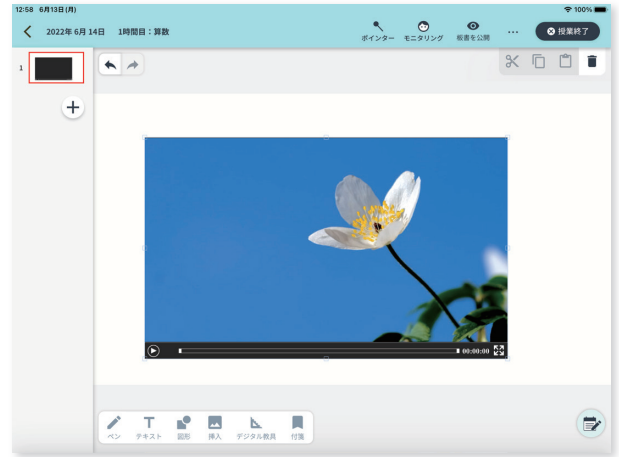 12:58 6月13日(月)
100%
2022年 6月 14日 1時間目：算数
ポインター
モニタリング
板書を公開
授業終了
1
00:00:00
ペン
テキスト
図形
挿入
デジタル教具
付箋